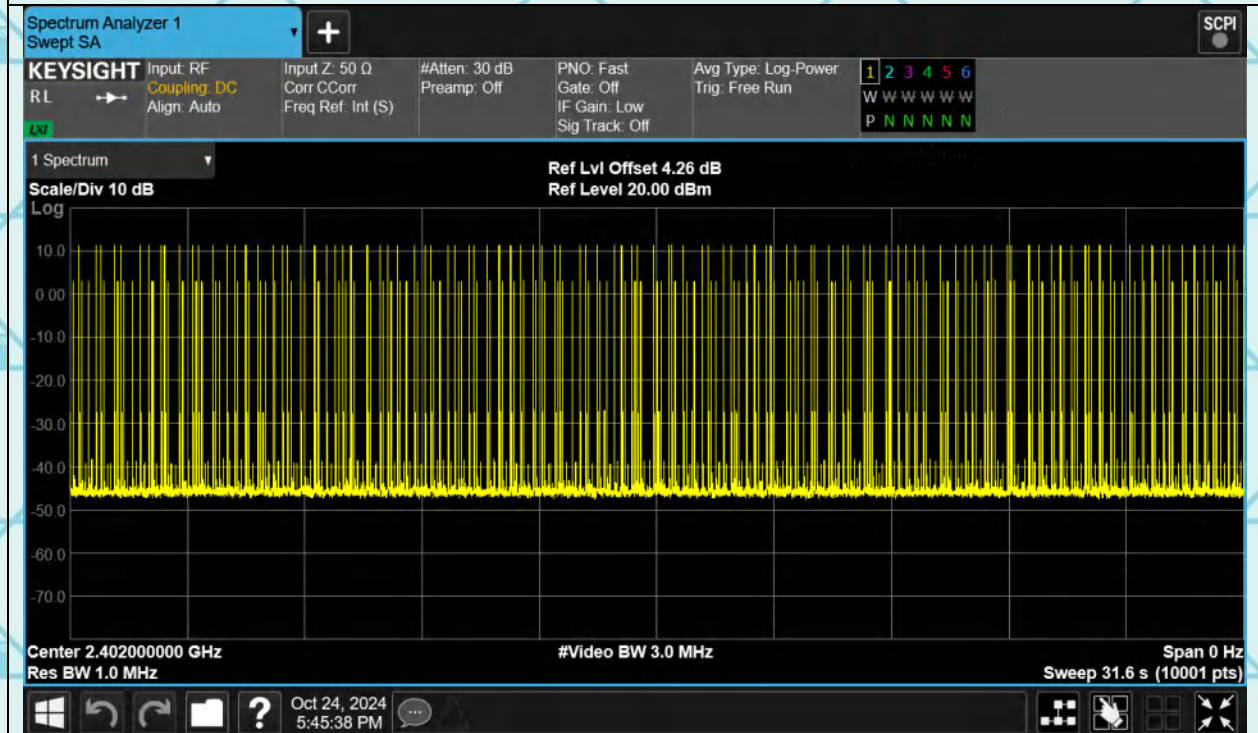 Spectrum Analyzer 1
Swept SA
+
SCPI
KEYSIGHT
RL
LXI
Input: RF
Coupling: DC
Align: Auto
Input Z: 50 Ω
Corr CCorr
Freq Ref: Int (S)
#Atten: 30 dB
Preamp: Off
PNO: Fast
Gate: Off
IF Gain: Low
Sig Track: Off
Avg Type: Log-Power
Trig: Free Run
1 2 3 4 5 6
W W W W W W
P N N N N N
1 Spectrum
Scale/Div 10 dB
Ref Lvl Offset 4.26 dB
Ref Level 20.00 dBm
Log
10.0
0.00
-10.0
-20.0
-30.0
-40.0
-50.0
-60.0
-70.0
Center 2.402000000 GHz
Res BW 1.0 MHz
#Video BW 3.0 MHz
Span 0 Hz
Sweep 31.6 s (10001 pts)
?
Oct 24, 2024
5:45:38 PM